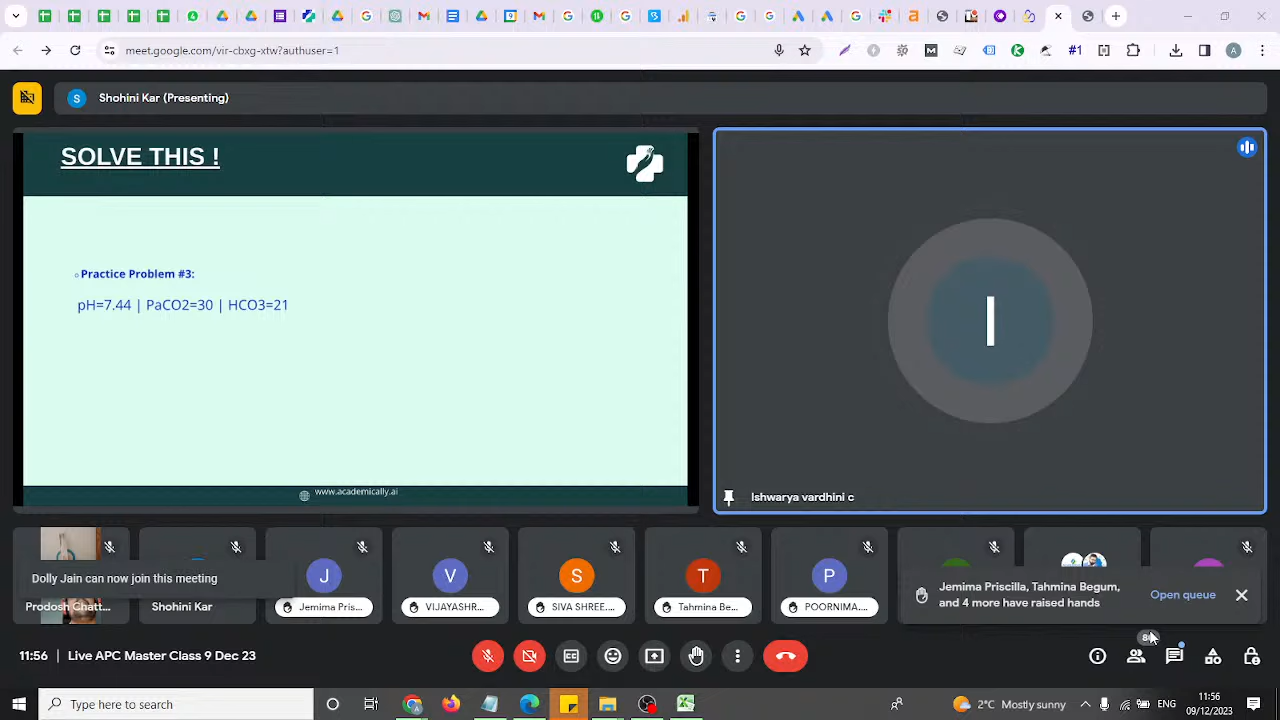 meet.google.com/vir-cbxg-xtw?authuser=1
#1
A
S
Shohini Kar (Presenting)
SOLVE THIS !
Practice Problem #3:
pH=7.44 | PaCO2=30 | HCO3=21
www.academically.ai
I
Ishwarya vardhini c
Dolly Jain can now join this meeting
Prodosh Chatt...
Shohini Kar
J
Jemima Pris...
V
VIJAYASHR...
S
SIVA SHREE....
T
Tahmina Be...
P
POORNIMA...
Jemima Priscilla, Tahmina Begum,
and 4 more have raised hands
Open queue
11:56 | Live APC Master Class 9 Dec 23
Type here to search
2°C Mostly sunny
ENG
11:56
09/12/2023